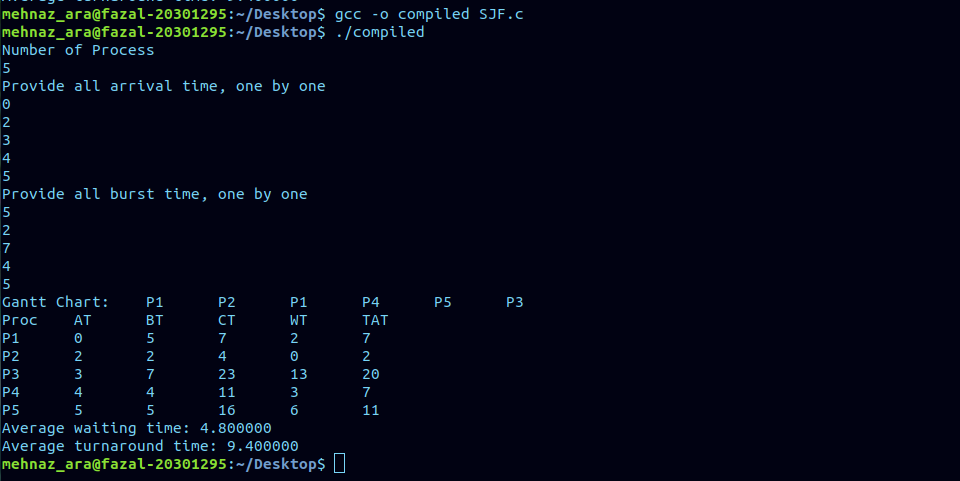 mehnaz_ara@fazal-20301295:~/Desktop$ gcc -o compiled SJF.c
mehnaz_ara@fazal-20301295:~/Desktop$ ./compiled
Number of Process
5
Provide all arrival time, one by one
0
2
3
4
5
Provide all burst time, one by one
5
2
7
4
5
Gantt Chart:    P1      P2      P1      P4      P5      P3
Proc    AT      BT      CT      WT      TAT
P1      0       5       7       2       7
P2      2       2       4       0       2
P3      3       7       23      13      20
P4      4       4       11      3       7
P5      5       5       16      6       11
Average waiting time: 4.800000
Average turnaround time: 9.400000
mehnaz_ara@fazal-20301295:~/Desktop$